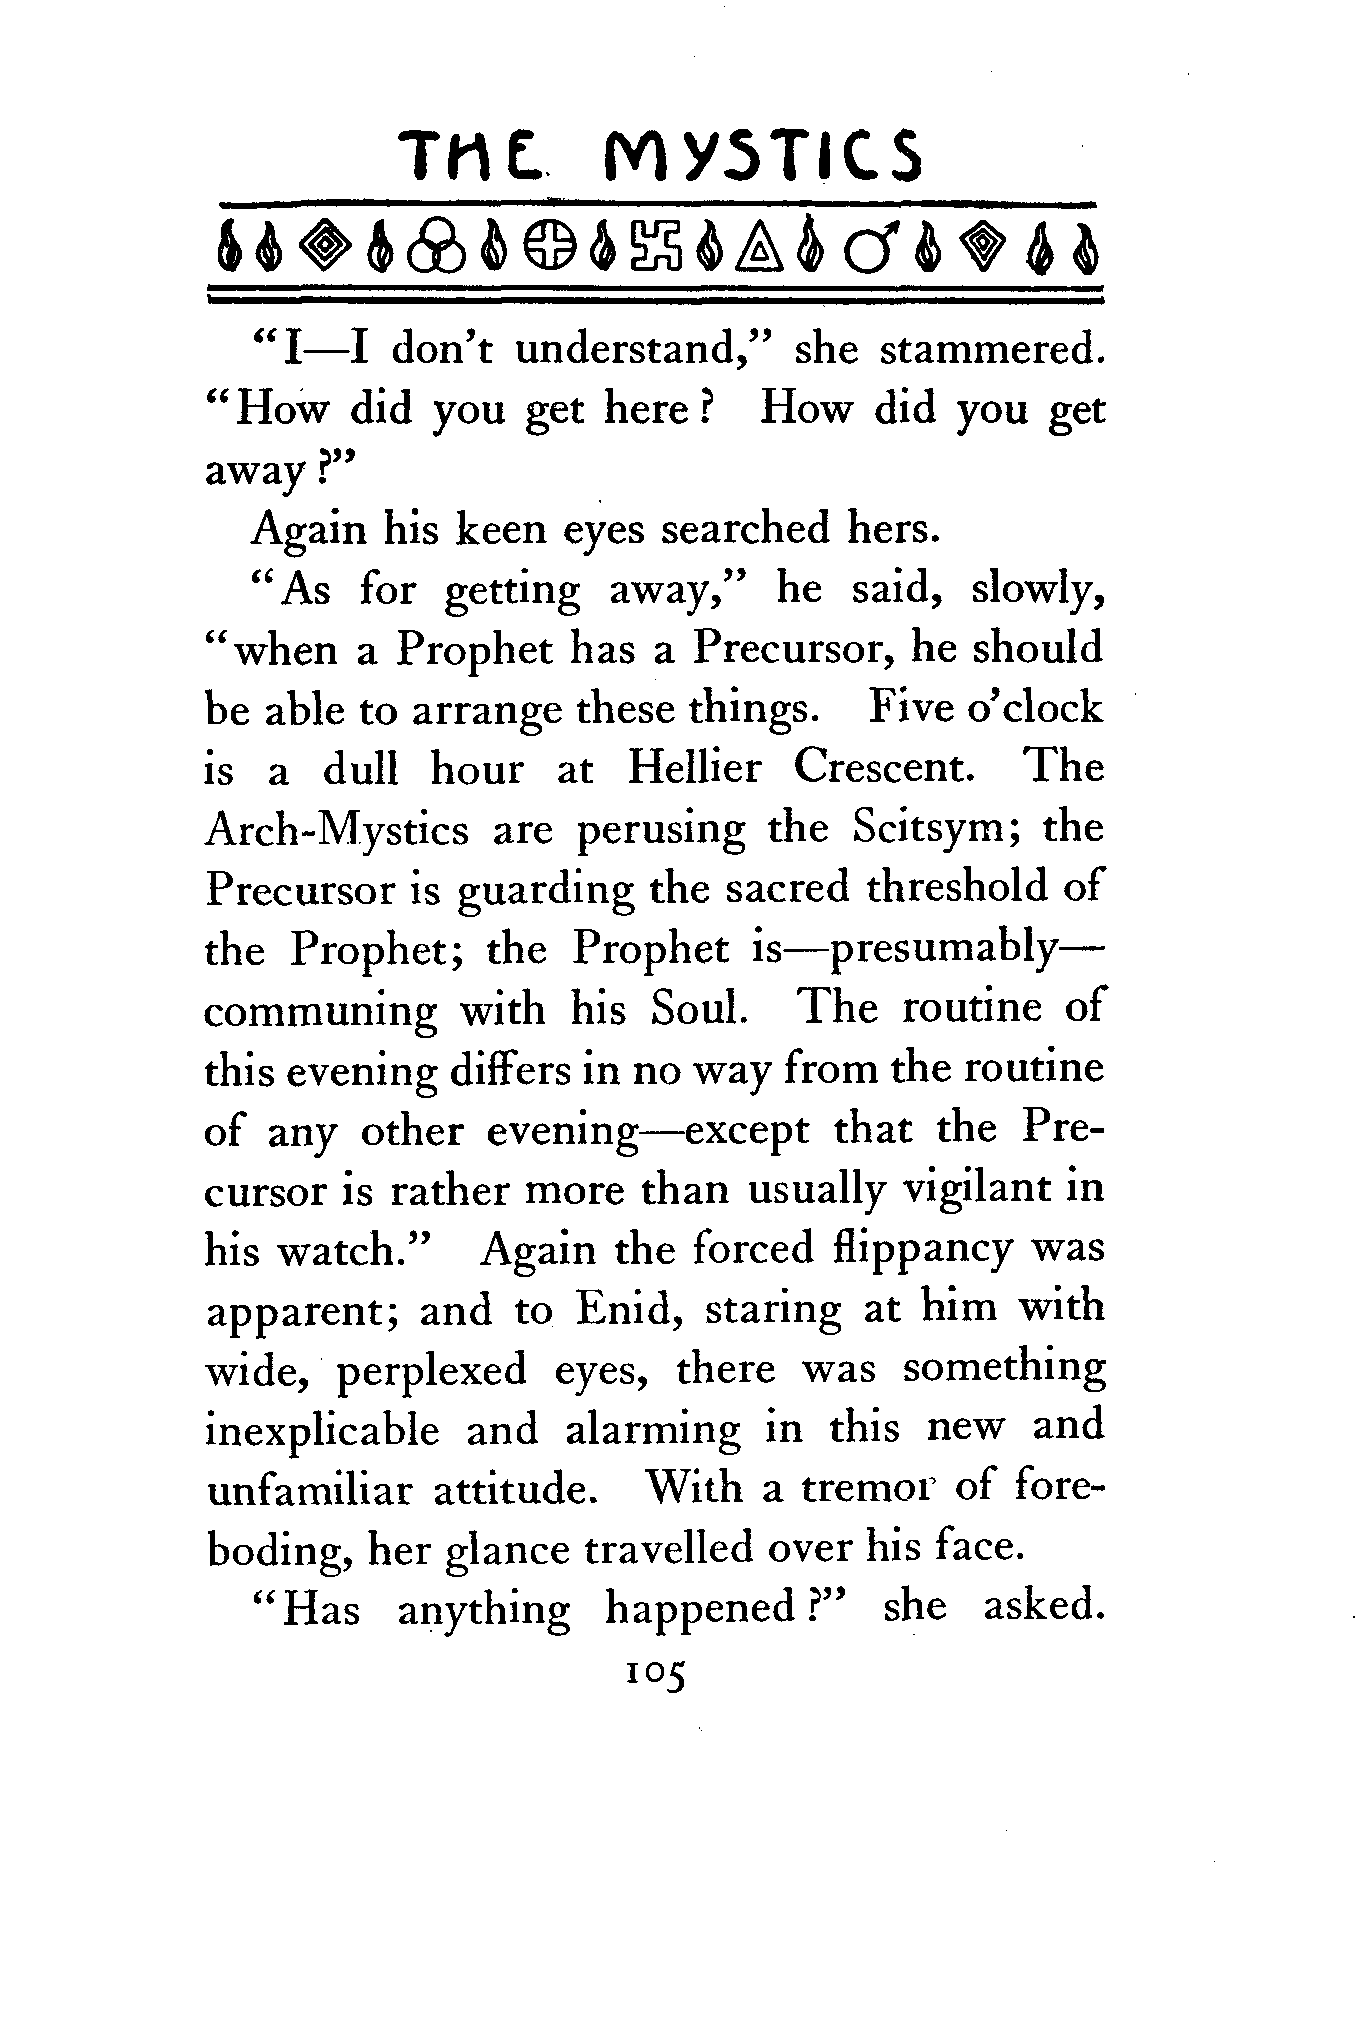 THE MYSTICS
"I—I don't understand," she stammered.
"How did you get here? How did you get
away?"
Again his keen eyes searched hers.
"As for getting away," he said, slowly,
"when a Prophet has a Precursor, he should
be able to arrange these things. Five o'clock
is a dull hour at Hellier Crescent. The
Arch-Mystics are perusing the Scitsym; the
Precursor is guarding the sacred threshold of
the Prophet; the Prophet is—presumably—
communing with his Soul. The routine of
this evening differs in no way from the routine
of any other evening—except that the Pre-
cursor is rather more than usually vigilant in
his watch." Again the forced flippancy was
apparent; and to Enid, staring at him with
wide, perplexed eyes, there was something
inexplicable and alarming in this new and
unfamiliar attitude. With a tremor of fore-
boding, her glance travelled over his face.
"Has anything happened?" she asked.
105